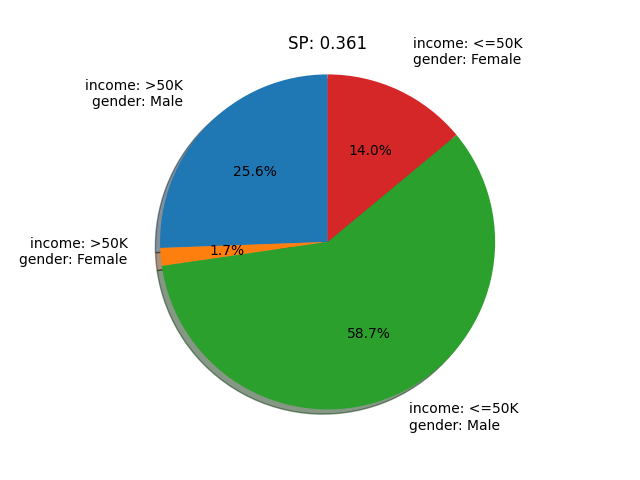 SP: 0.361
income: <=50K
gender: Female
income: >50K
gender: Male
14.0%
25.6%
income: >50K
gender: Female
1.7%
58.7%
income: <=50K
gender: Male